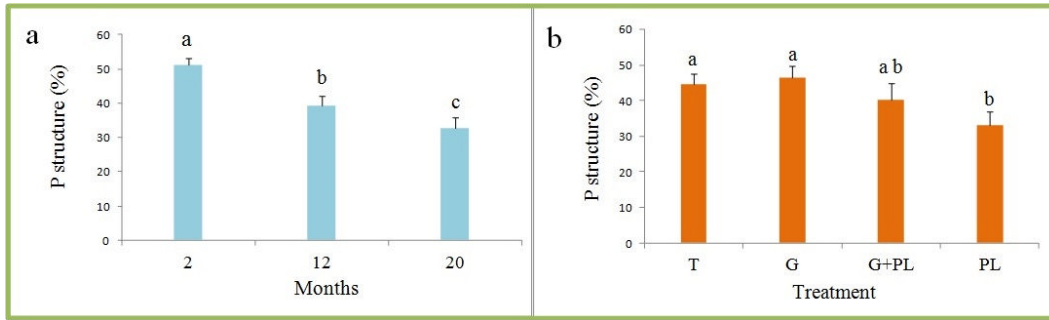 a
P structure (%)
60
50
40
30
20
10
0
a
b
c
2 12 20
Months
b
P structure (%)
60
50
40
30
20
10
0
a a a b b
T G G+PL PL
Treatment